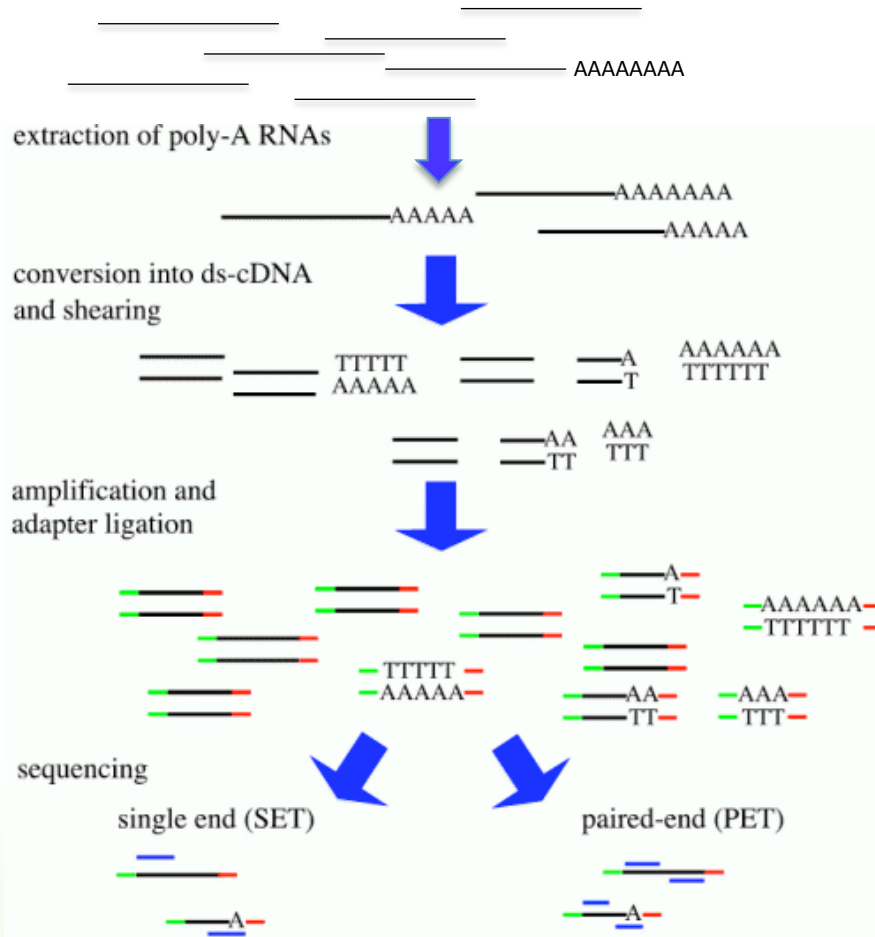 AAAAAAAA
extraction of poly-A RNAs
AAAAAAA
AAAAA
AAAAA
conversion into ds-cDNA
and shearing
TTTTT
AAAAA
A
T
AAAAAA
TTTTTT
AA
TT
AAA
TTT
amplification and
adapter ligation
A
T
AAAAAA
TTTTTT
TTTTT
AAAAA
AA
TT
AAA
TTT
sequencing
single end (SET)
paired-end (PET)
A
A